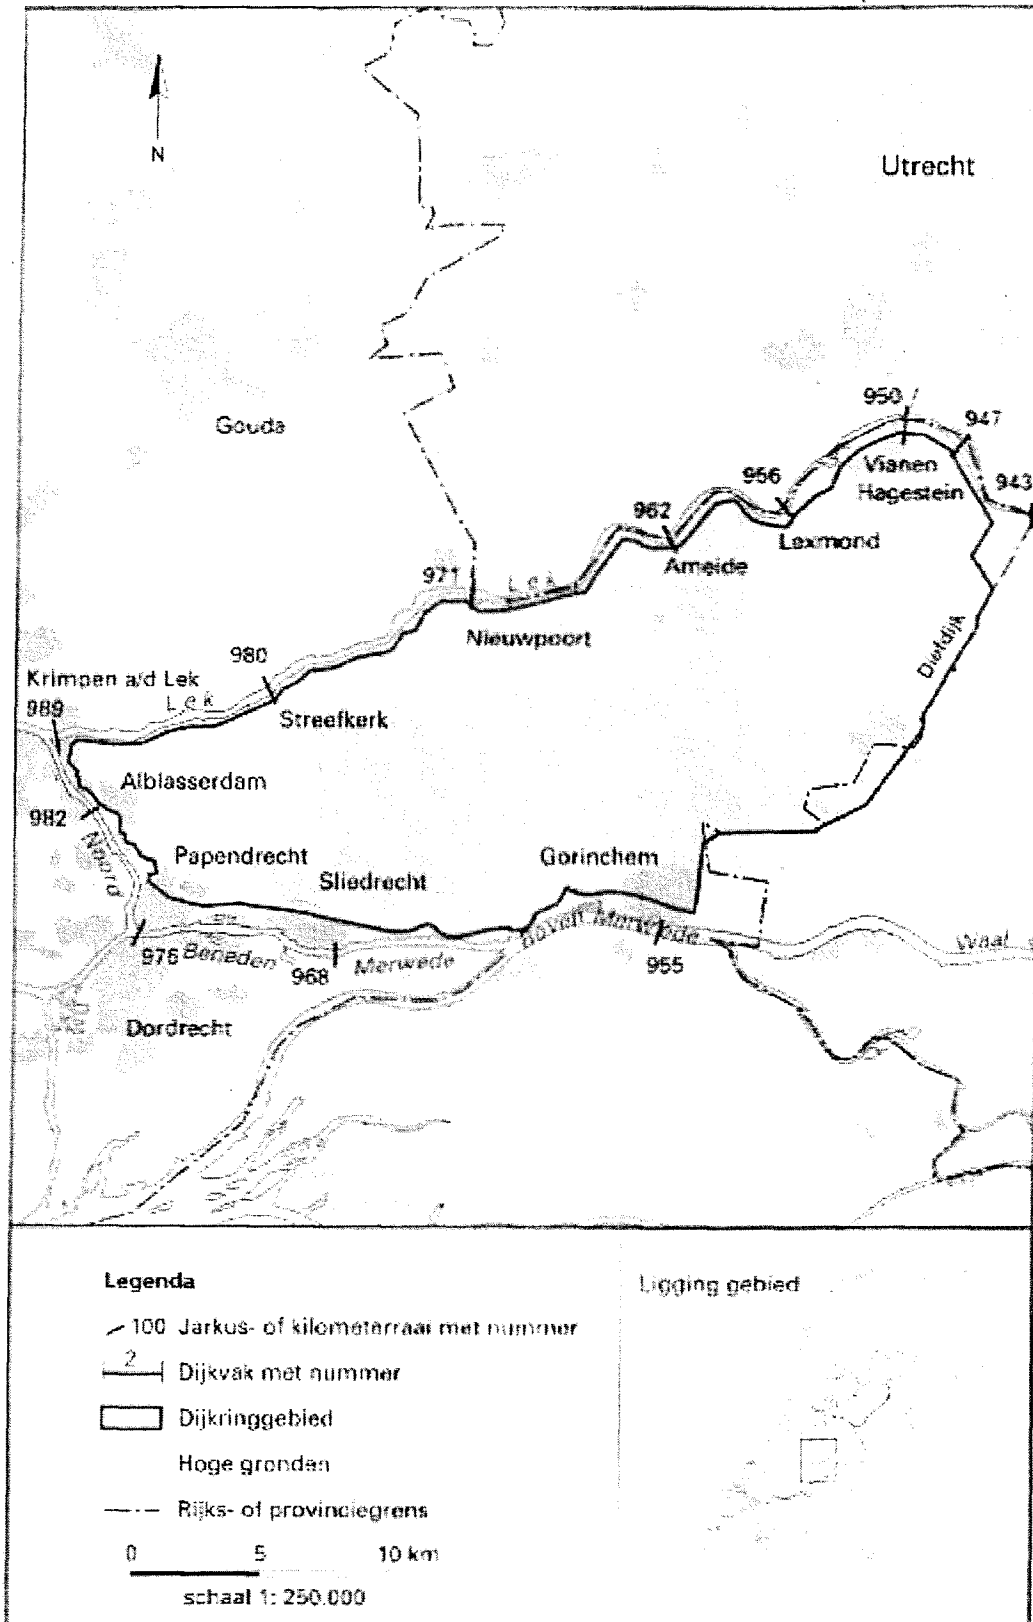 N
Utrecht
Gouda
950
947
943
Vianen
Hagestein
956
Lexmond
962
Ameide
971
Lek
Nieuwpoort
Diefdijk
980
Krimpen a/d Lek
Lek
989
Streefkerk
Alblasserdam
982
Noord
Papendrecht
Sliedrecht
Gorinchem
976
Beneden
968
Merwede
Boven Merwede
955
Waal
Dordrecht
Legenda
100 Jarkus- of kilometerraai met nummer
2
Dijkvak met nummer
Dijkringgebied
Hoge gronden
Rijks- of provinciegrens
0 5 10 km
schaal 1: 250.000
Ligging gebied